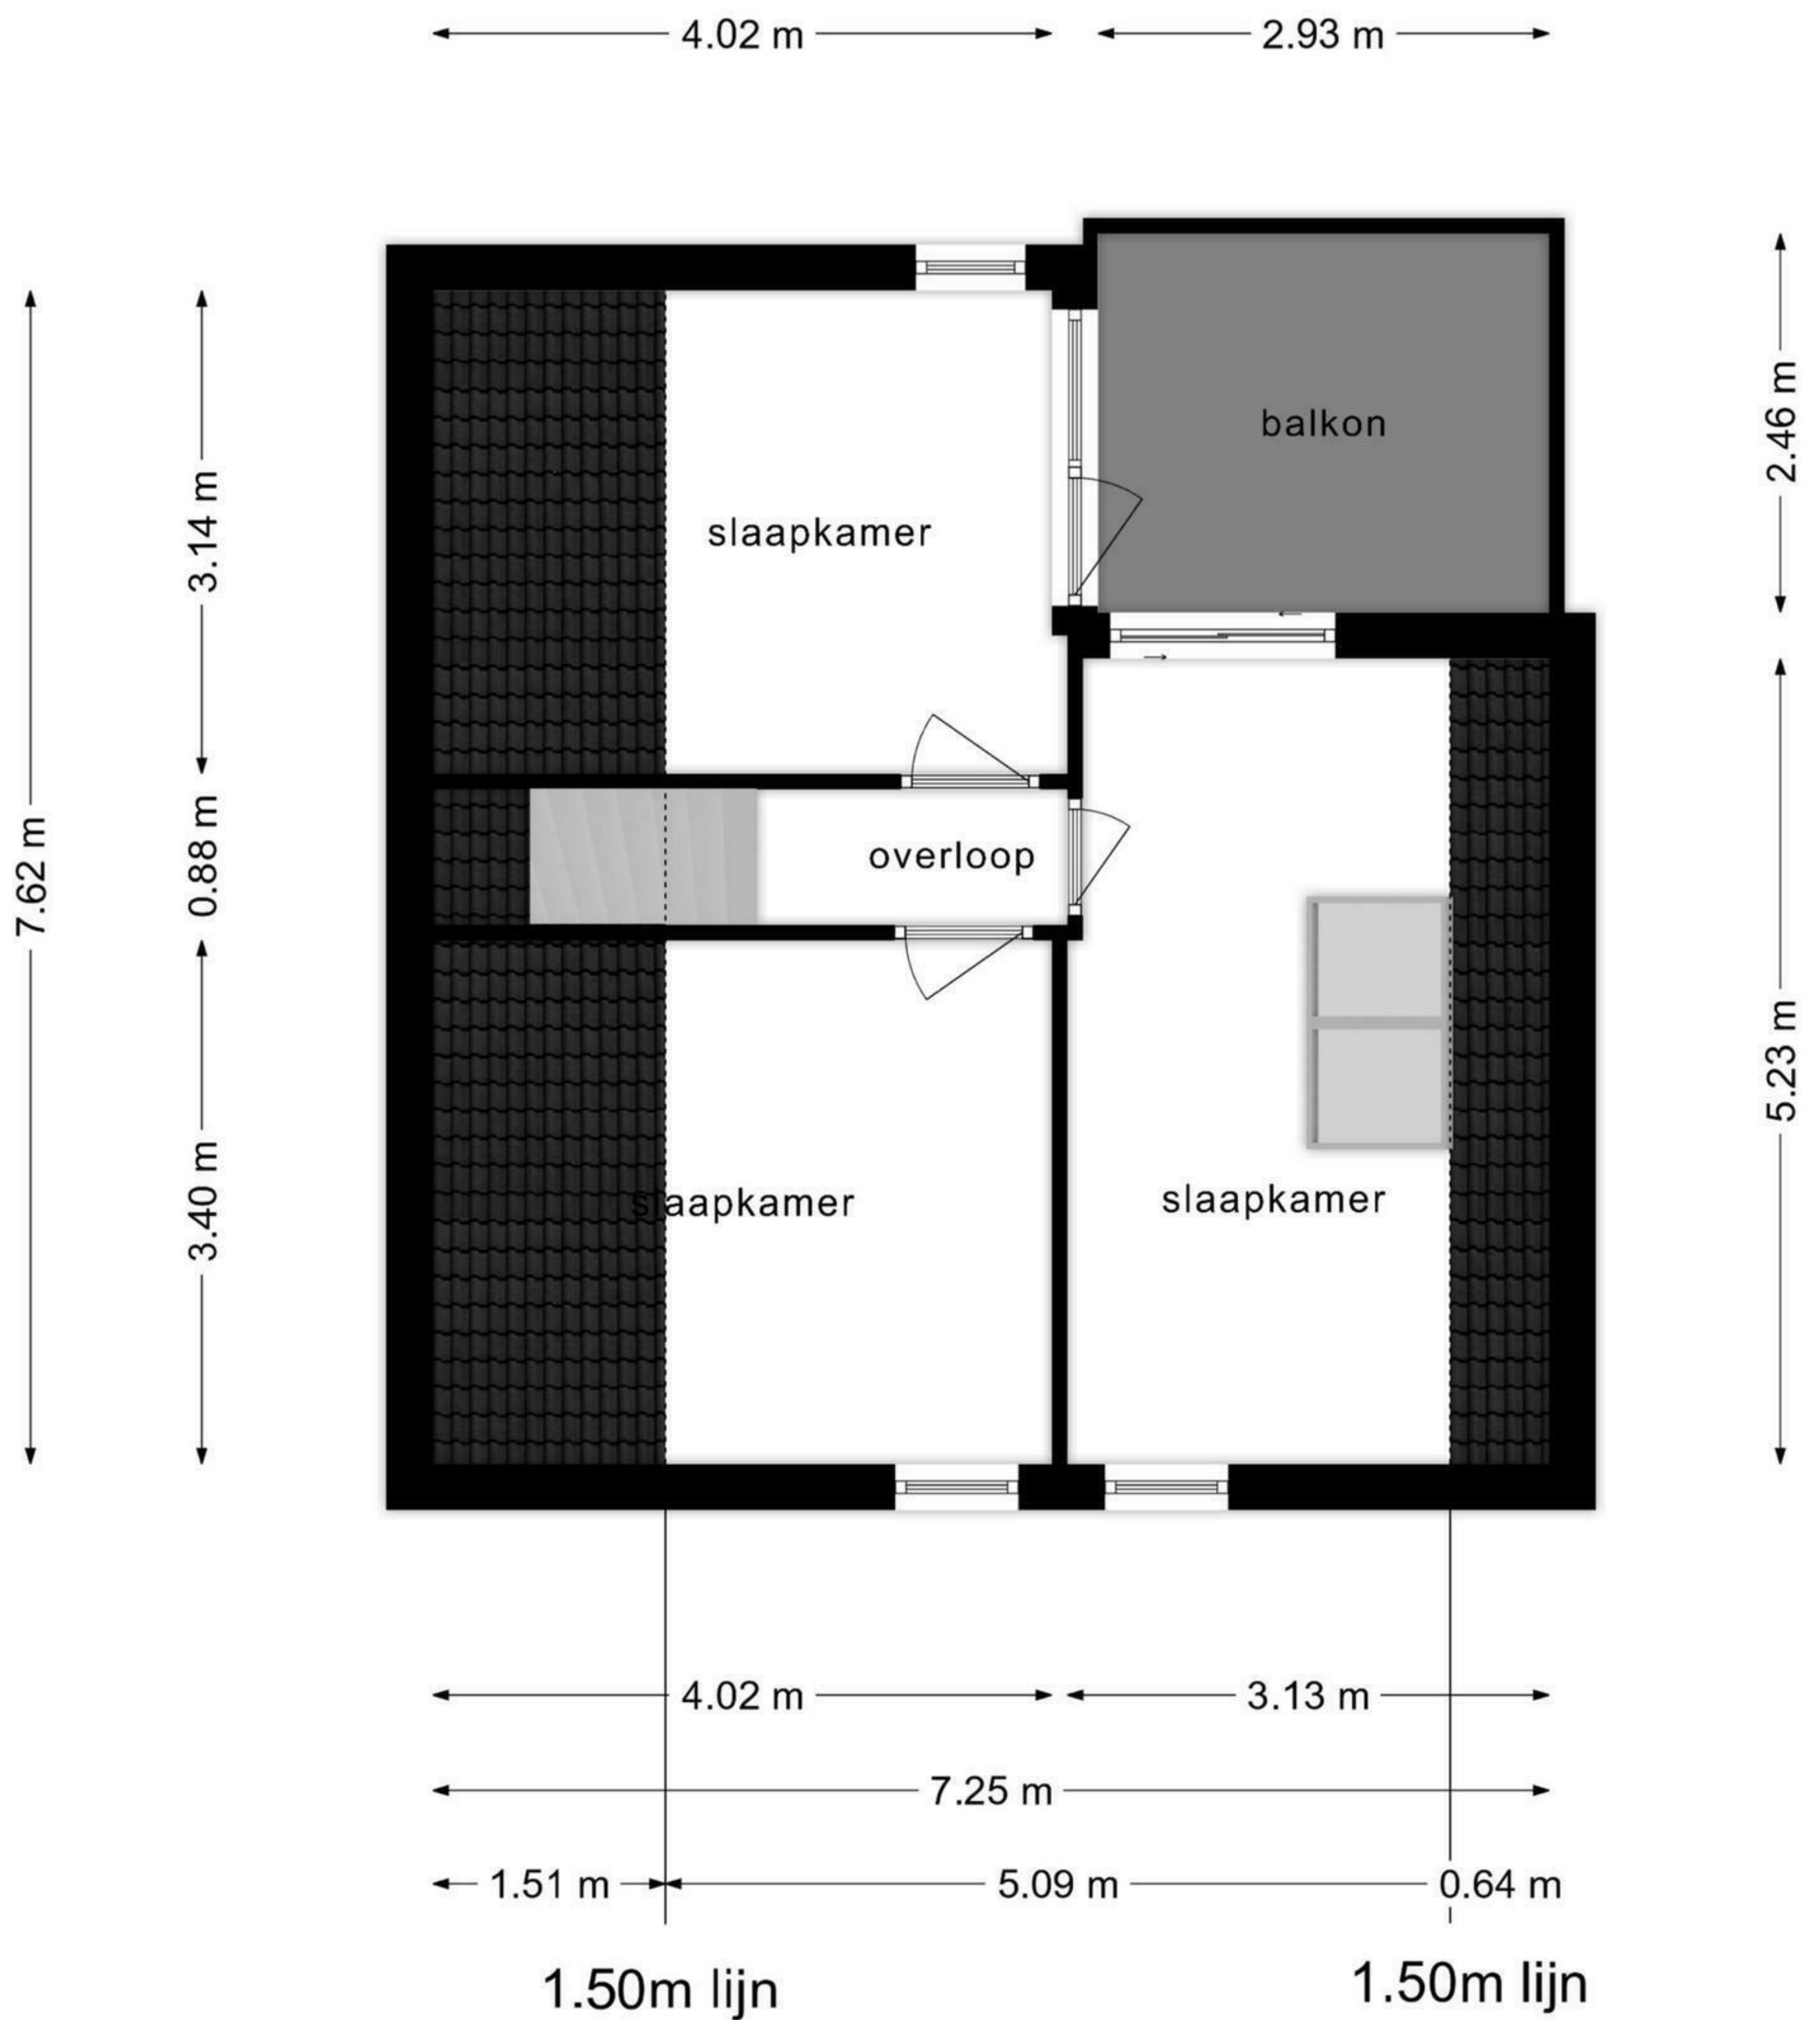 4.02 m
2.93 m
balkon
2.46 m
slaapkamer
3.14 m
0.88 m
7.62 m
overloop
5.23 m
3.40 m
slaapkamer
slaapkamer
4.02 m
3.13 m
7.25 m
1.51 m
5.09 m
0.64 m
1.50m lijn
1.50m lijn